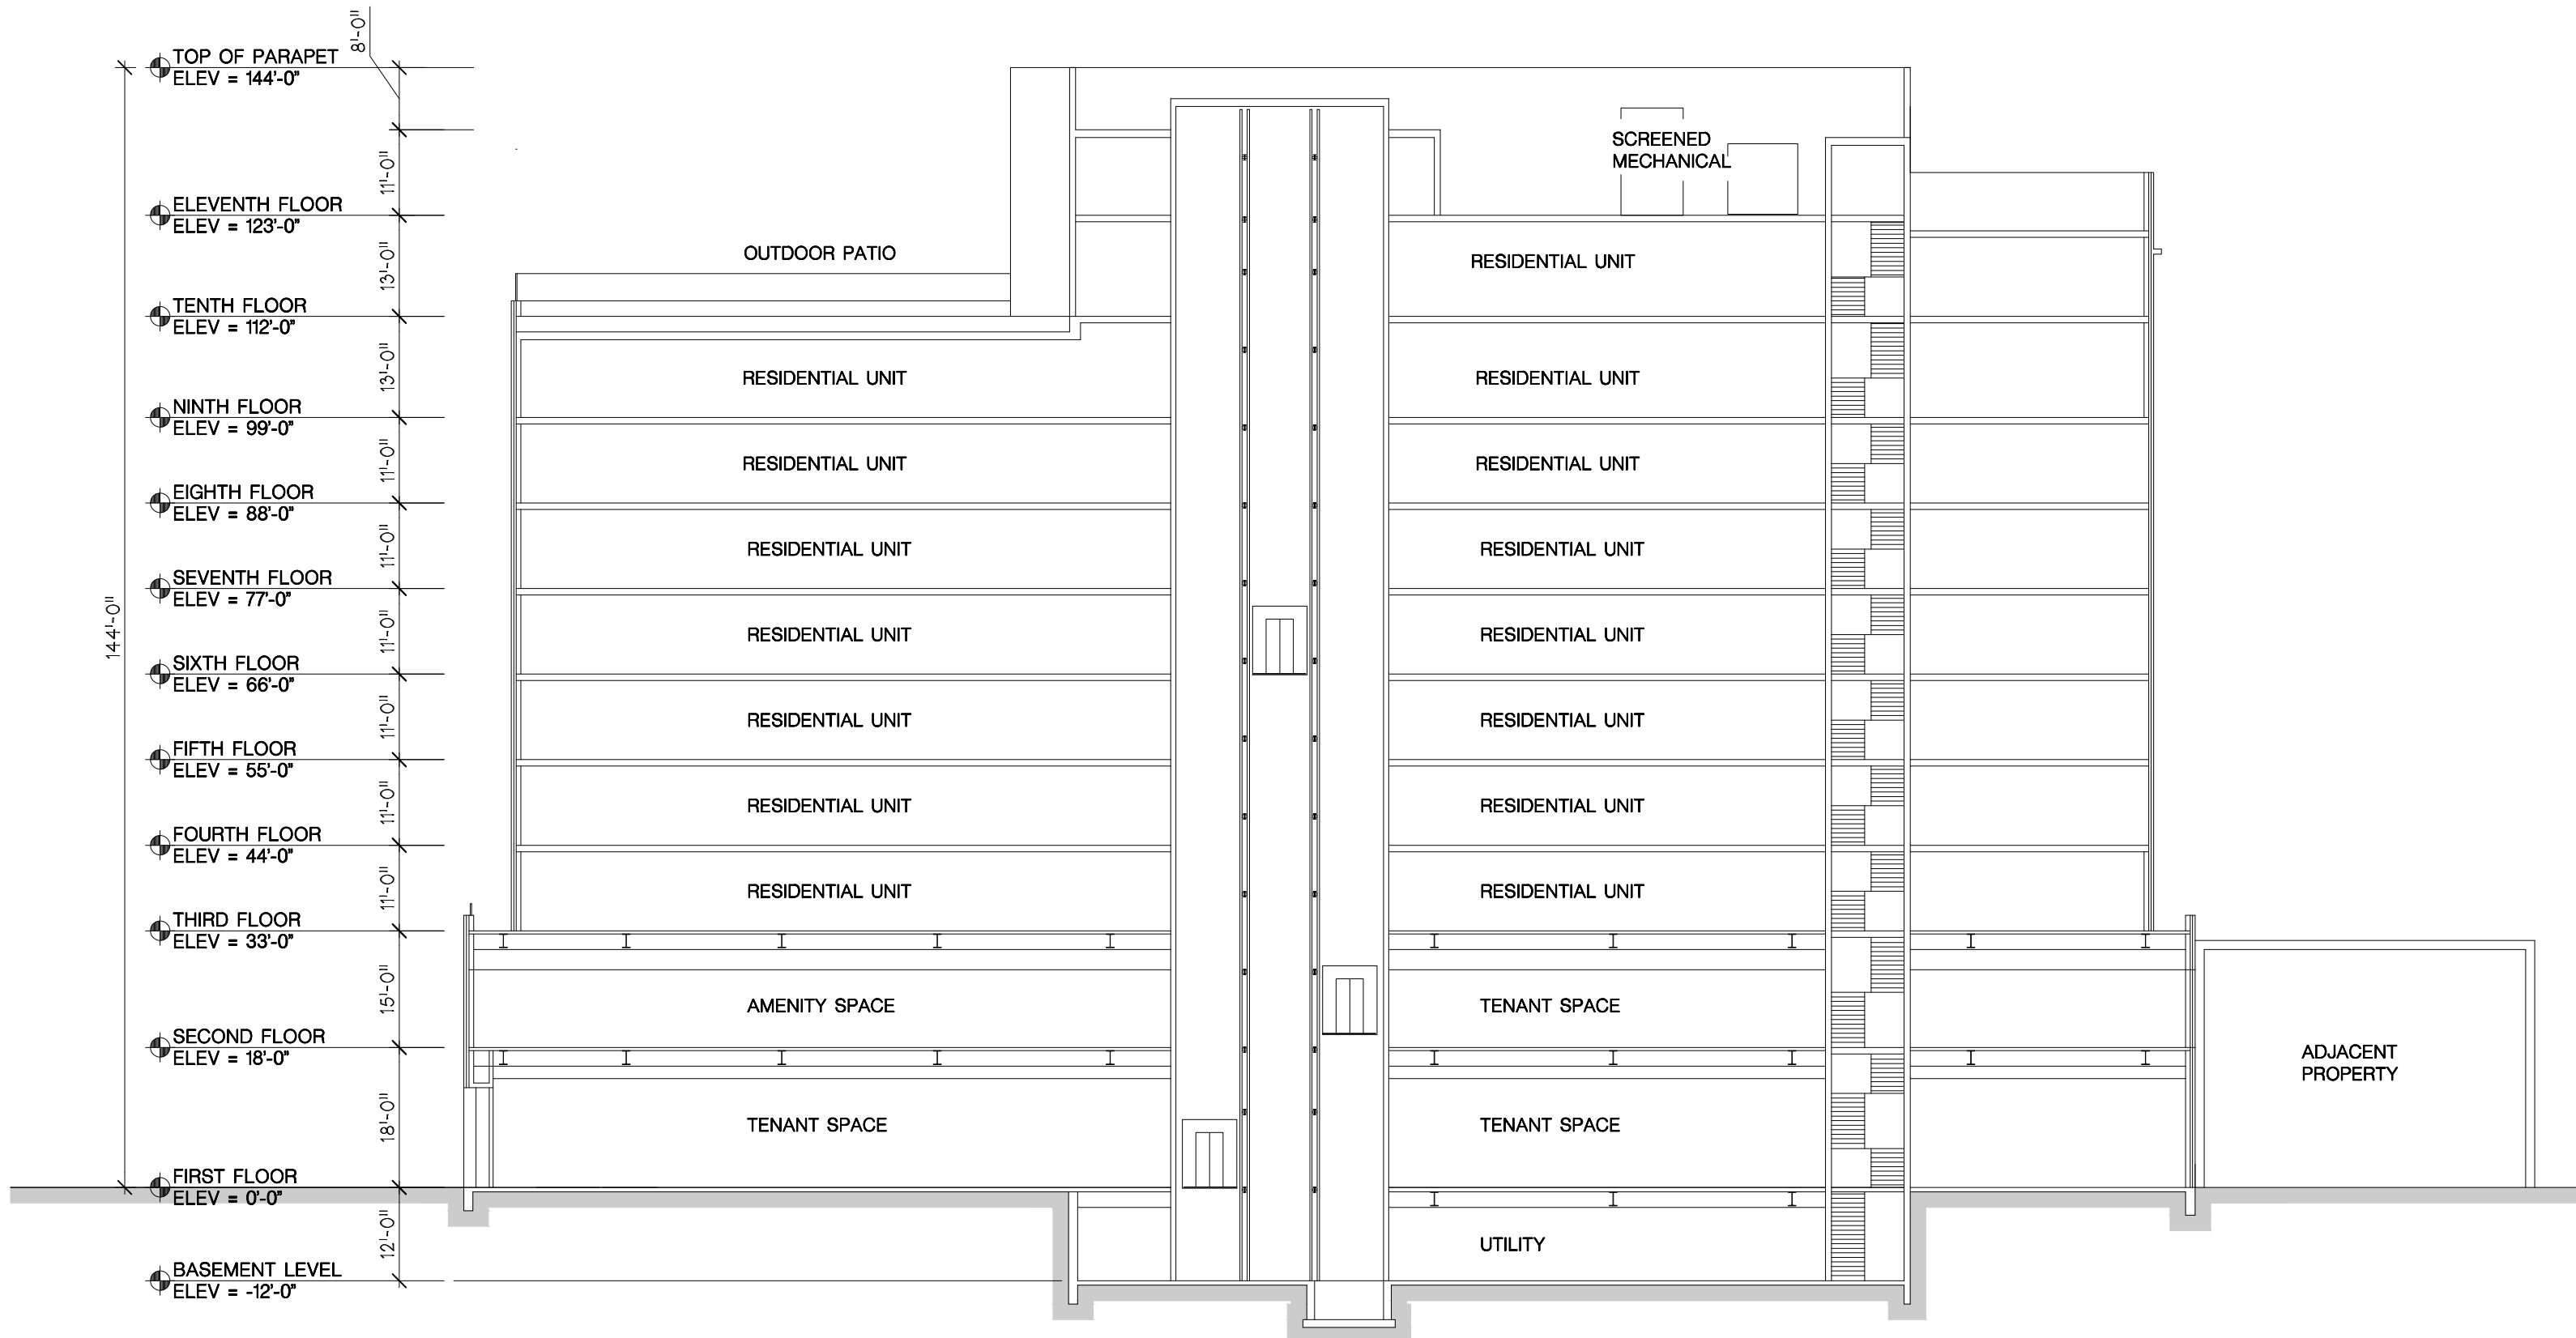 8'-0"
TOP OF PARAPET
ELEV = 144'-0"
SCREENED
MECHANICAL
11'-0"
ELEVENTH FLOOR
ELEV = 123'-0"
OUTDOOR PATIO
RESIDENTIAL UNIT
13'-0"
TENTH FLOOR
ELEV = 112'-0"
13'-0"
RESIDENTIAL UNIT
RESIDENTIAL UNIT
NINTH FLOOR
ELEV = 99'-0"
11'-0"
RESIDENTIAL UNIT
RESIDENTIAL UNIT
EIGHTH FLOOR
ELEV = 88'-0"
11'-0"
RESIDENTIAL UNIT
RESIDENTIAL UNIT
SEVENTH FLOOR
ELEV = 77'-0"
144'-0"
11'-0"
RESIDENTIAL UNIT
RESIDENTIAL UNIT
SIXTH FLOOR
ELEV = 66'-0"
11'-0"
RESIDENTIAL UNIT
RESIDENTIAL UNIT
FIFTH FLOOR
ELEV = 55'-0"
11'-0"
RESIDENTIAL UNIT
RESIDENTIAL UNIT
FOURTH FLOOR
ELEV = 44'-0"
11'-0"
RESIDENTIAL UNIT
RESIDENTIAL UNIT
THIRD FLOOR
ELEV = 33'-0"
15'-0"
AMENITY SPACE
TENANT SPACE
SECOND FLOOR
ELEV = 18'-0"
ADJACENT
PROPERTY
18'-0"
TENANT SPACE
TENANT SPACE
FIRST FLOOR
ELEV = 0'-0"
12'-0"
UTILITY
BASEMENT LEVEL
ELEV = -12'-0"